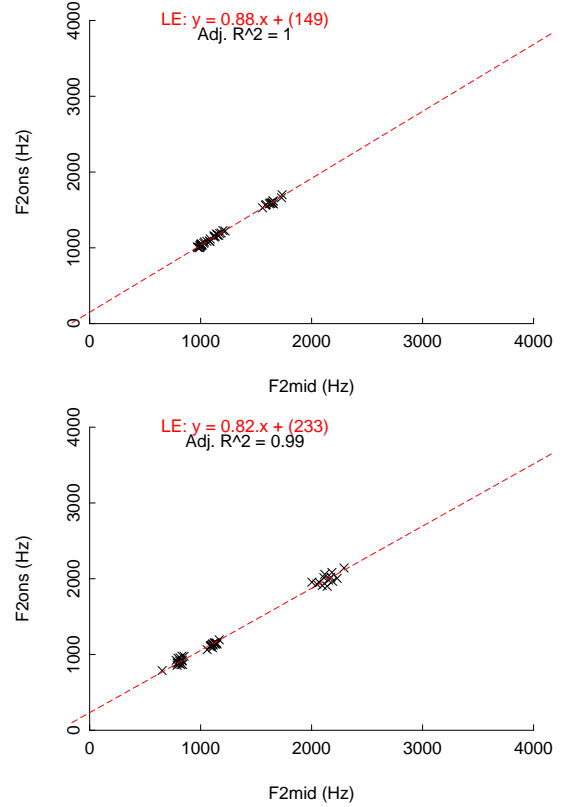 LE: y = 0.88.x + (149)
Adj. R^2 = 1
F2ons (Hz)
4000
3000
2000
1000
0
0 1000 2000 3000 4000
F2mid (Hz)
LE: y = 0.82.x + (233)
Adj. R^2 = 0.99
F2ons (Hz)
4000
3000
2000
1000
0
0 1000 2000 3000 4000
F2mid (Hz)